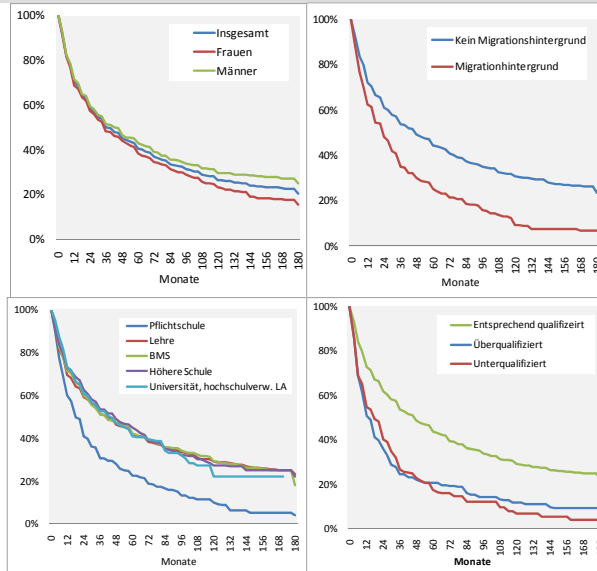 100%
80%
60%
40%
20%
0%
Insgesamt
Frauen
Männer
0 12 24 36 48 60 72 84 96 108 120 132 144 156 168 180
Monate
100%
80%
60%
40%
20%
0%
Kein Migrationshintergrund
Migrationhintergrund
0 12 24 36 48 60 72 84 96 108 120 132 144 156 168 180
Monate
100%
80%
60%
40%
20%
0%
Pflichtschule
Lehre
BMS
Höhere Schule
Universität, hochschulverw. LA
0 12 24 36 48 60 72 84 96 108 120 132 144 156 168 180
Monate
100%
80%
60%
40%
20%
0%
Entsprechend qualifizeirt
Überqualifiziert
Unterqualifiziert
0 12 24 36 48 60 72 84 96 108 120 132 144 156 168 180
Monate